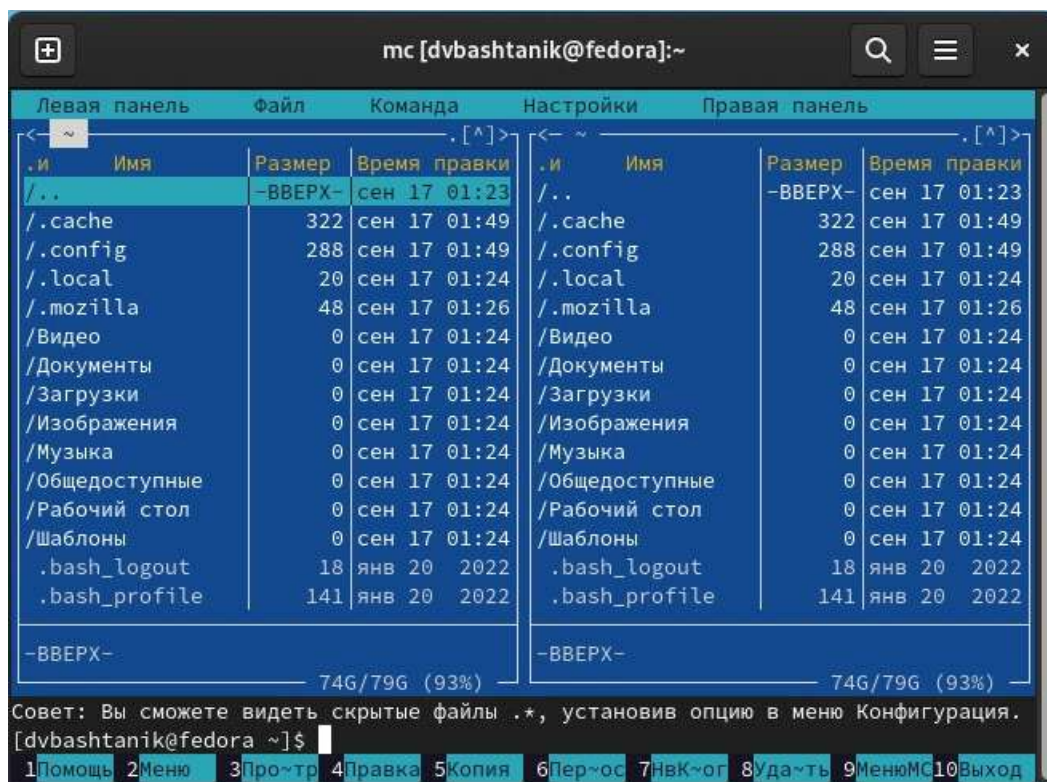 mc [dvbashtanik@fedora]:~
Левая панель Файл Команда Настройки Правая панель
<— ~ .[^]> <— ~ .[^]>
.и Имя Размер Время правки .и Имя Размер Время правки
/.. -ВВЕРХ- сен 17 01:23 /.. -ВВЕРХ- сен 17 01:23
/.cache 322 сен 17 01:49 /.cache 322 сен 17 01:49
/.config 288 сен 17 01:49 /.config 288 сен 17 01:49
/.local 20 сен 17 01:24 /.local 20 сен 17 01:24
/.mozilla 48 сен 17 01:26 /.mozilla 48 сен 17 01:26
/Видео 0 сен 17 01:24 /Видео 0 сен 17 01:24
/Документы 0 сен 17 01:24 /Документы 0 сен 17 01:24
/Загрузки 0 сен 17 01:24 /Загрузки 0 сен 17 01:24
/Изображения 0 сен 17 01:24 /Изображения 0 сен 17 01:24
/Музыка 0 сен 17 01:24 /Музыка 0 сен 17 01:24
/Общедоступные 0 сен 17 01:24 /Общедоступные 0 сен 17 01:24
/Рабочий стол 0 сен 17 01:24 /Рабочий стол 0 сен 17 01:24
/Шаблоны 0 сен 17 01:24 /Шаблоны 0 сен 17 01:24
.bash_logout 18 янв 20 2022 .bash_logout 18 янв 20 2022
.bash_profile 141 янв 20 2022 .bash_profile 141 янв 20 2022
-ВВЕРХ- -ВВЕРХ-
74G/79G (93%) 74G/79G (93%)
Совет: Вы сможете видеть скрытые файлы .*, установив опцию в меню Конфигурация.
[dvbashtanik@fedora ~]$
1Помощь 2Меню 3Про~тр 4Правка 5Копия 6Пер~ос 7НвК~ог 8Уда~ть 9МенюMC 10Выход